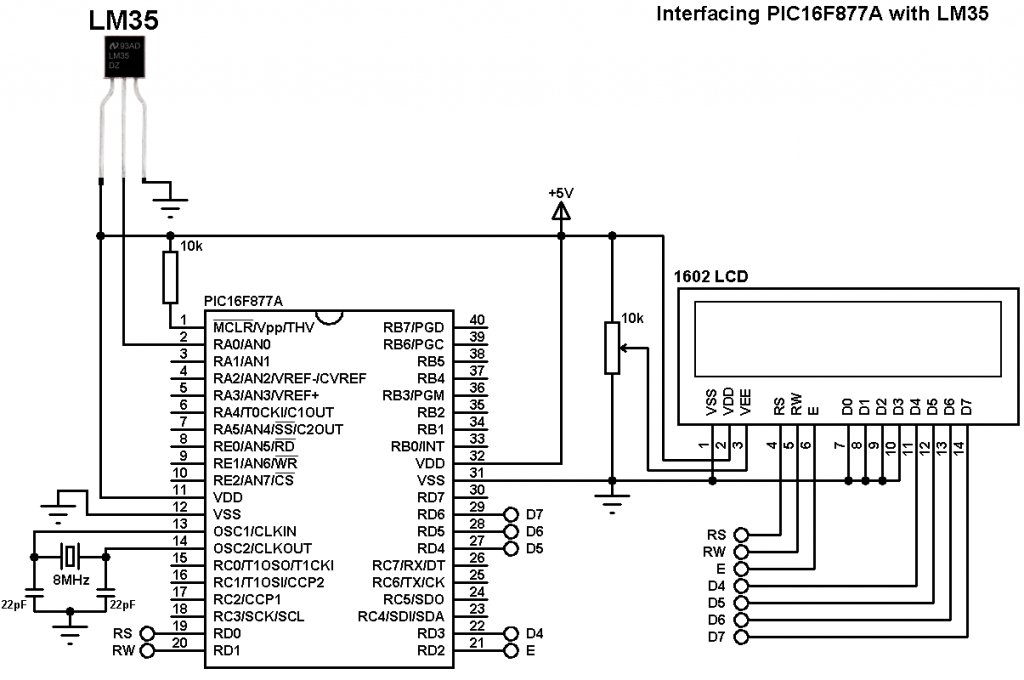 LM35
Interfacing PIC16F877A with LM35
93AD
LM35
DZ
+5V
10k
1602 LCD
PIC16F877A
10k
1 MCLR/Vpp/THV RB7/PGD 40
2 RA0/AN0 RB6/PGC 39
3 RA1/AN1 RB5 38
4 RA2/AN2/VREF-/CVREF RB4 37
5 RA3/AN3/VREF+ RB3/PGM 36
6 RA4/T0CKI/C1OUT RB2 35
7 RA5/AN4/SS/C2OUT RB1 34
8 RE0/AN5/RD RB0/INT 33
9 RE1/AN6/WR VDD 32
10 RE2/AN7/CS VSS 31
11 VDD RD7 30
12 VSS RD6 29 D7
13 OSC1/CLKIN RD5 28 D6
14 OSC2/CLKOUT RD4 27 D5
15 RC0/T1OSO/T1CKI RC7/RX/DT 26
16 RC1/T1OSI/CCP2 RC6/TX/CK 25
17 RC2/CCP1 RC5/SDO 24
18 RC3/SCK/SCL RC4/SDI/SDA 23
RS 19 RD0 RD3 22 D4
RW 20 RD1 RD2 21 E
8MHz
22pF 22pF
VSS VDD VEE RS RW E D0 D1 D2 D3 D4 D5 D6 D7
1 2 3 4 5 6 7 8 9 10 11 12 13 14
RS
RW
E
D4
D5
D6
D7